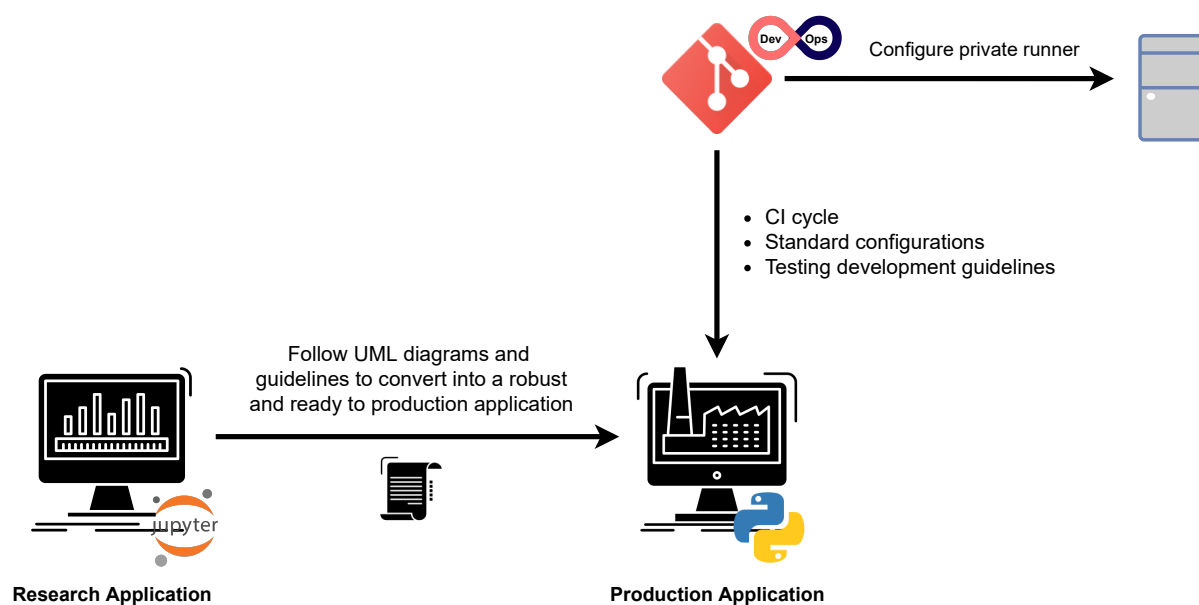 Dev Ops
Configure private runner
• CI cycle
• Standard configurations
• Testing development guidelines
Follow UML diagrams and
guidelines to convert into a robust
and ready to production application
jupyter
Research Application
Production Application